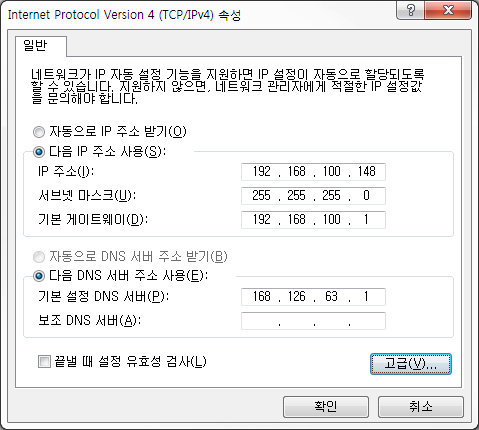 Internet Protocol Version 4 (TCP/IPv4) 속성
일반
네트워크가 IP 자동 설정 기능을 지원하면 IP 설정이 자동으로 할당되도록
할 수 있습니다. 지원하지 않으면, 네트워크 관리자에게 적절한 IP 설정값
을 문의해야 합니다.
자동으로 IP 주소 받기(O)
다음 IP 주소 사용(S):
IP 주소(I): 192 . 168 . 100 . 148
서브넷 마스크(U): 255 . 255 . 255 . 0
기본 게이트웨이(D): 192 . 168 . 100 . 1
자동으로 DNS 서버 주소 받기(B)
다음 DNS 서버 주소 사용(E):
기본 설정 DNS 서버(P): 168 . 126 . 63 . 1
보조 DNS 서버(A): . . .
끝낼 때 설정 유효성 검사(L)
고급(V)...
확인
취소